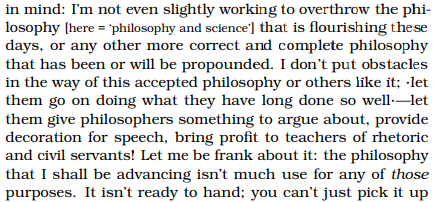 in mind: I'm not even slightly working to overthrow the phi-
losophy [here = 'philosophy and science'] that is flourishing these
days, or any other more correct and complete philosophy
that has been or will be propounded. I don't put obstacles
in the way of this accepted philosophy or others like it; ·let
them go on doing what they have long done so well·—let
them give philosophers something to argue about, provide
decoration for speech, bring profit to teachers of rhetoric
and civil servants! Let me be frank about it: the philosophy
that I shall be advancing isn't much use for any of those
purposes. It isn't ready to hand; you can't just pick it up